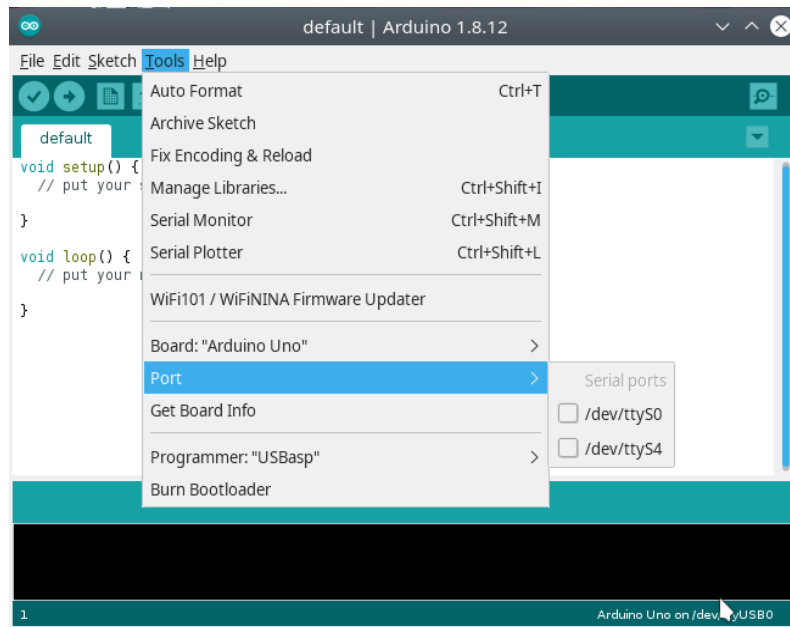 default | Arduino 1.8.12
File Edit Sketch Tools Help
Auto Format Ctrl+T
Archive Sketch
Fix Encoding & Reload
Manage Libraries... Ctrl+Shift+I
Serial Monitor Ctrl+Shift+M
Serial Plotter Ctrl+Shift+L
WiFi101 / WiFiNINA Firmware Updater
Board: "Arduino Uno"
Port
Get Board Info
Programmer: "USBasp"
Burn Bootloader
Serial ports
/dev/ttyS0
/dev/ttyS4
default
void setup() {
// put your
}
void loop() {
// put your
}
1 Arduino Uno on